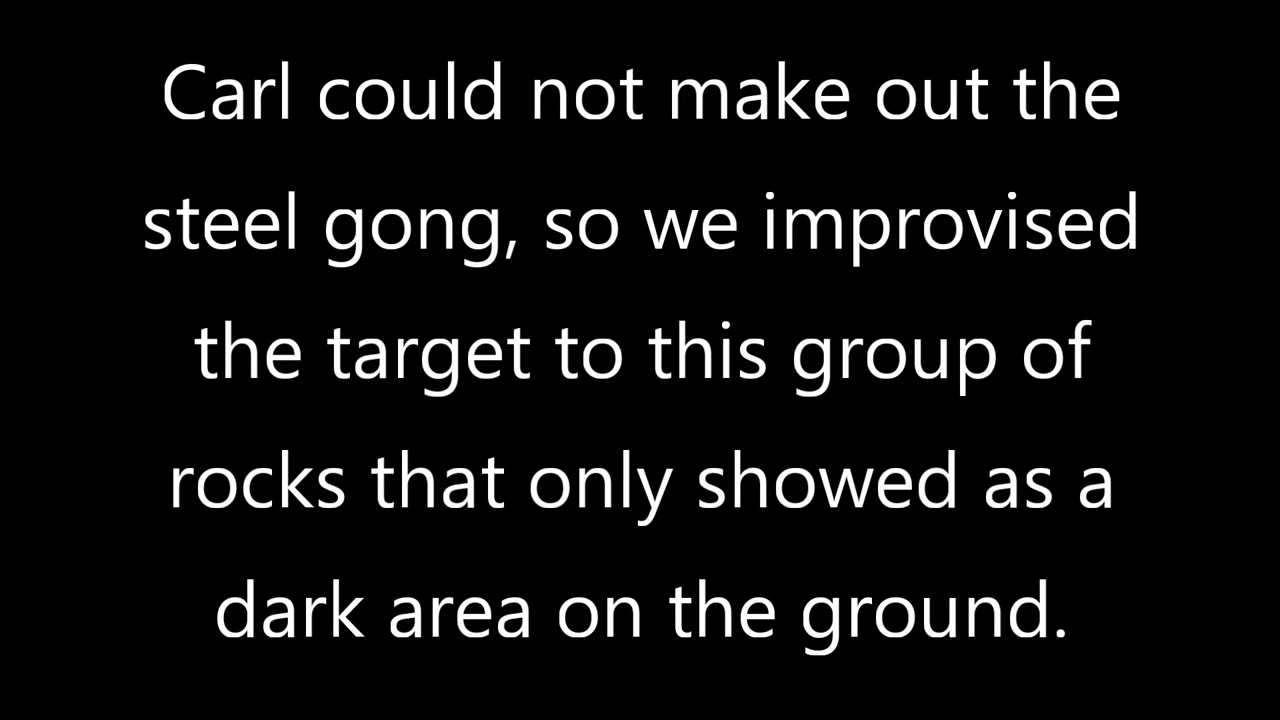 Carl could not make out the
steel gong, so we improvised
the target to this group of
rocks that only showed as a
dark area on the ground.